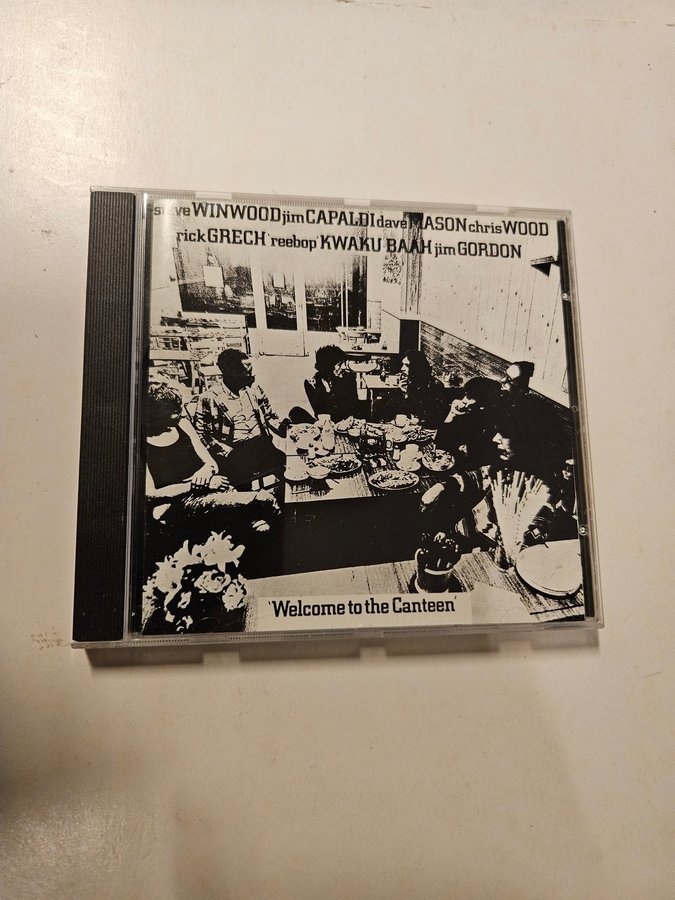 steve WINWOOD jim CAPALDI dave MASON chris WOOD
rick GRECH 'reebop' KWAKU BAAH jim GORDON
'Welcome to the Canteen'